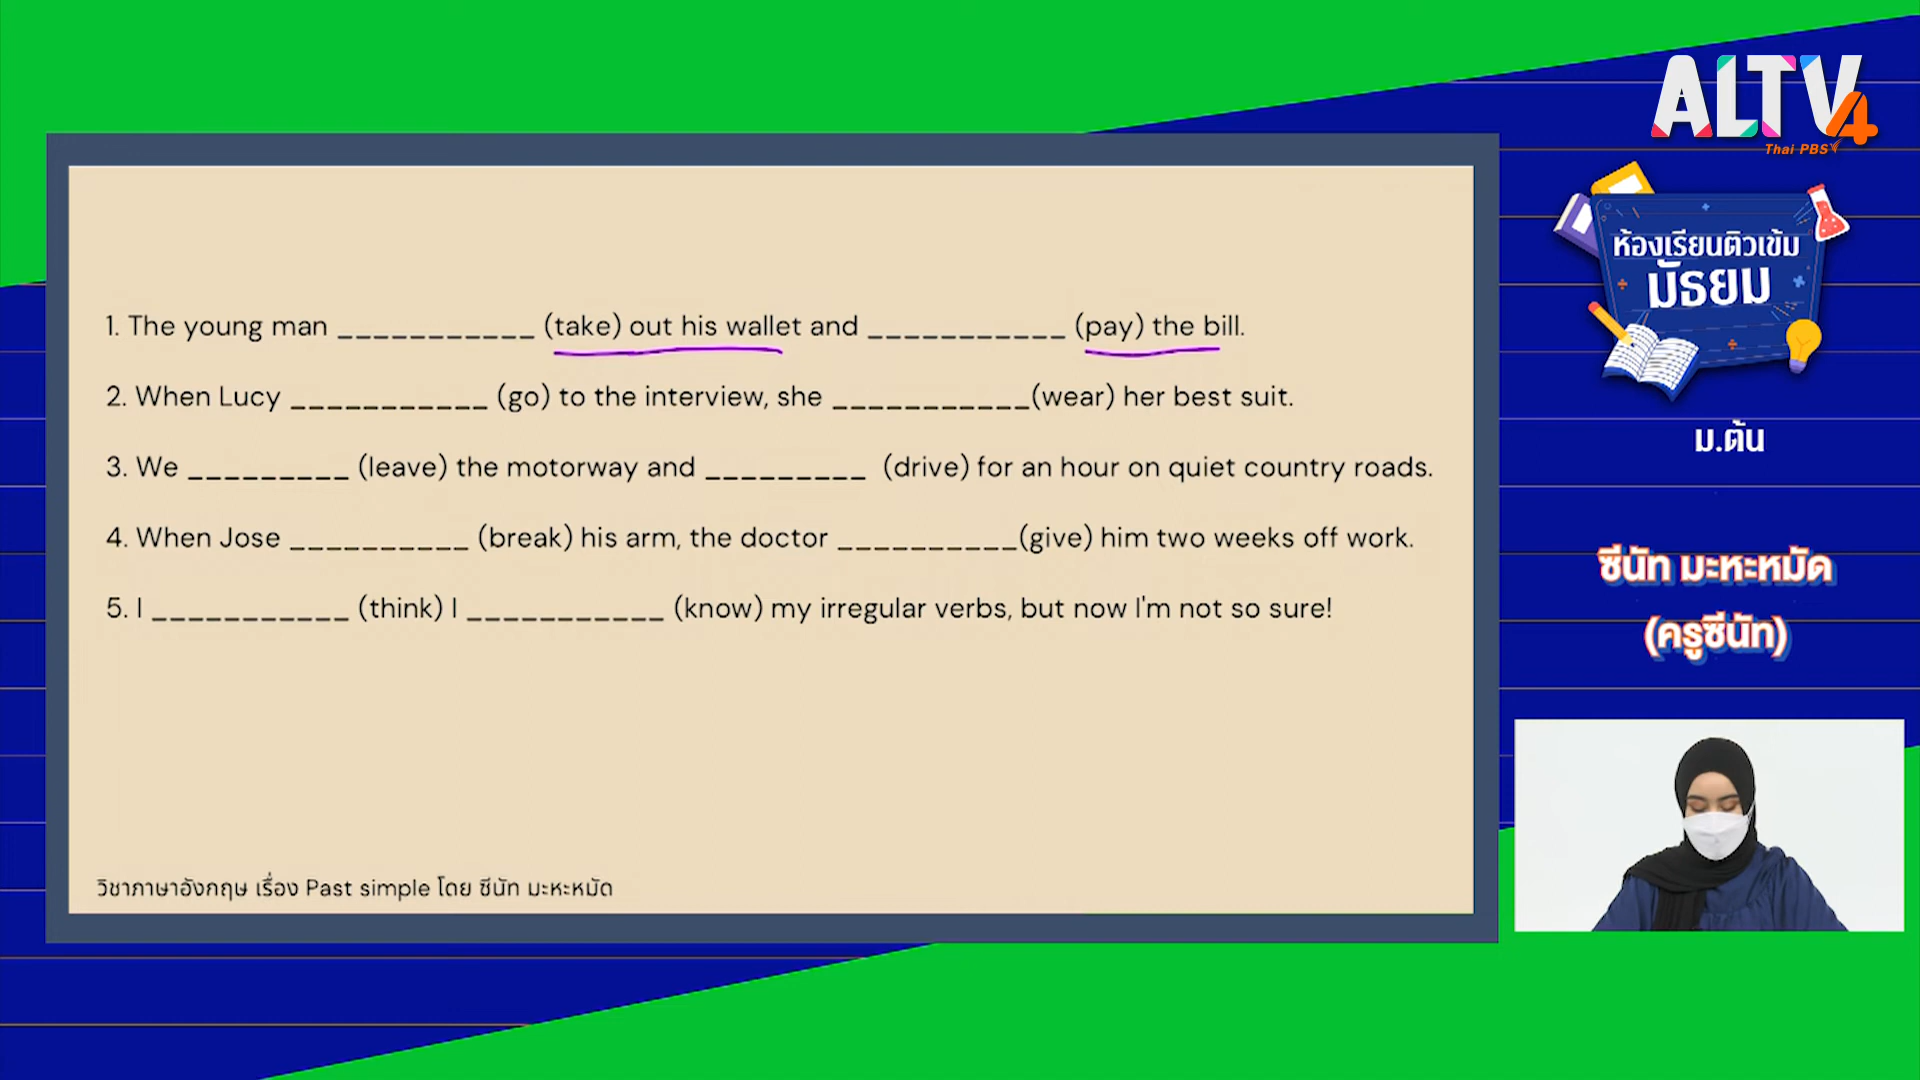 ALTV4
Thai PBS
ห้องเรียนติวเข้ม
มัธยม
ม.ต้น
ซีนัท มะหะหมัด
(ครูซีนัท)
1. The young man ___________ (take) out his wallet and ___________ (pay) the bill.
2. When Lucy ___________ (go) to the interview, she ___________(wear) her best suit.
3. We _________ (leave) the motorway and _________ (drive) for an hour on quiet country roads.
4. When Jose __________ (break) his arm, the doctor __________(give) him two weeks off work.
5. I ___________ (think) I ___________ (know) my irregular verbs, but now I'm not so sure!
วิชาภาษาอังกฤษ เรื่อง Past simple โดย ซีนัท มะหะหมัด